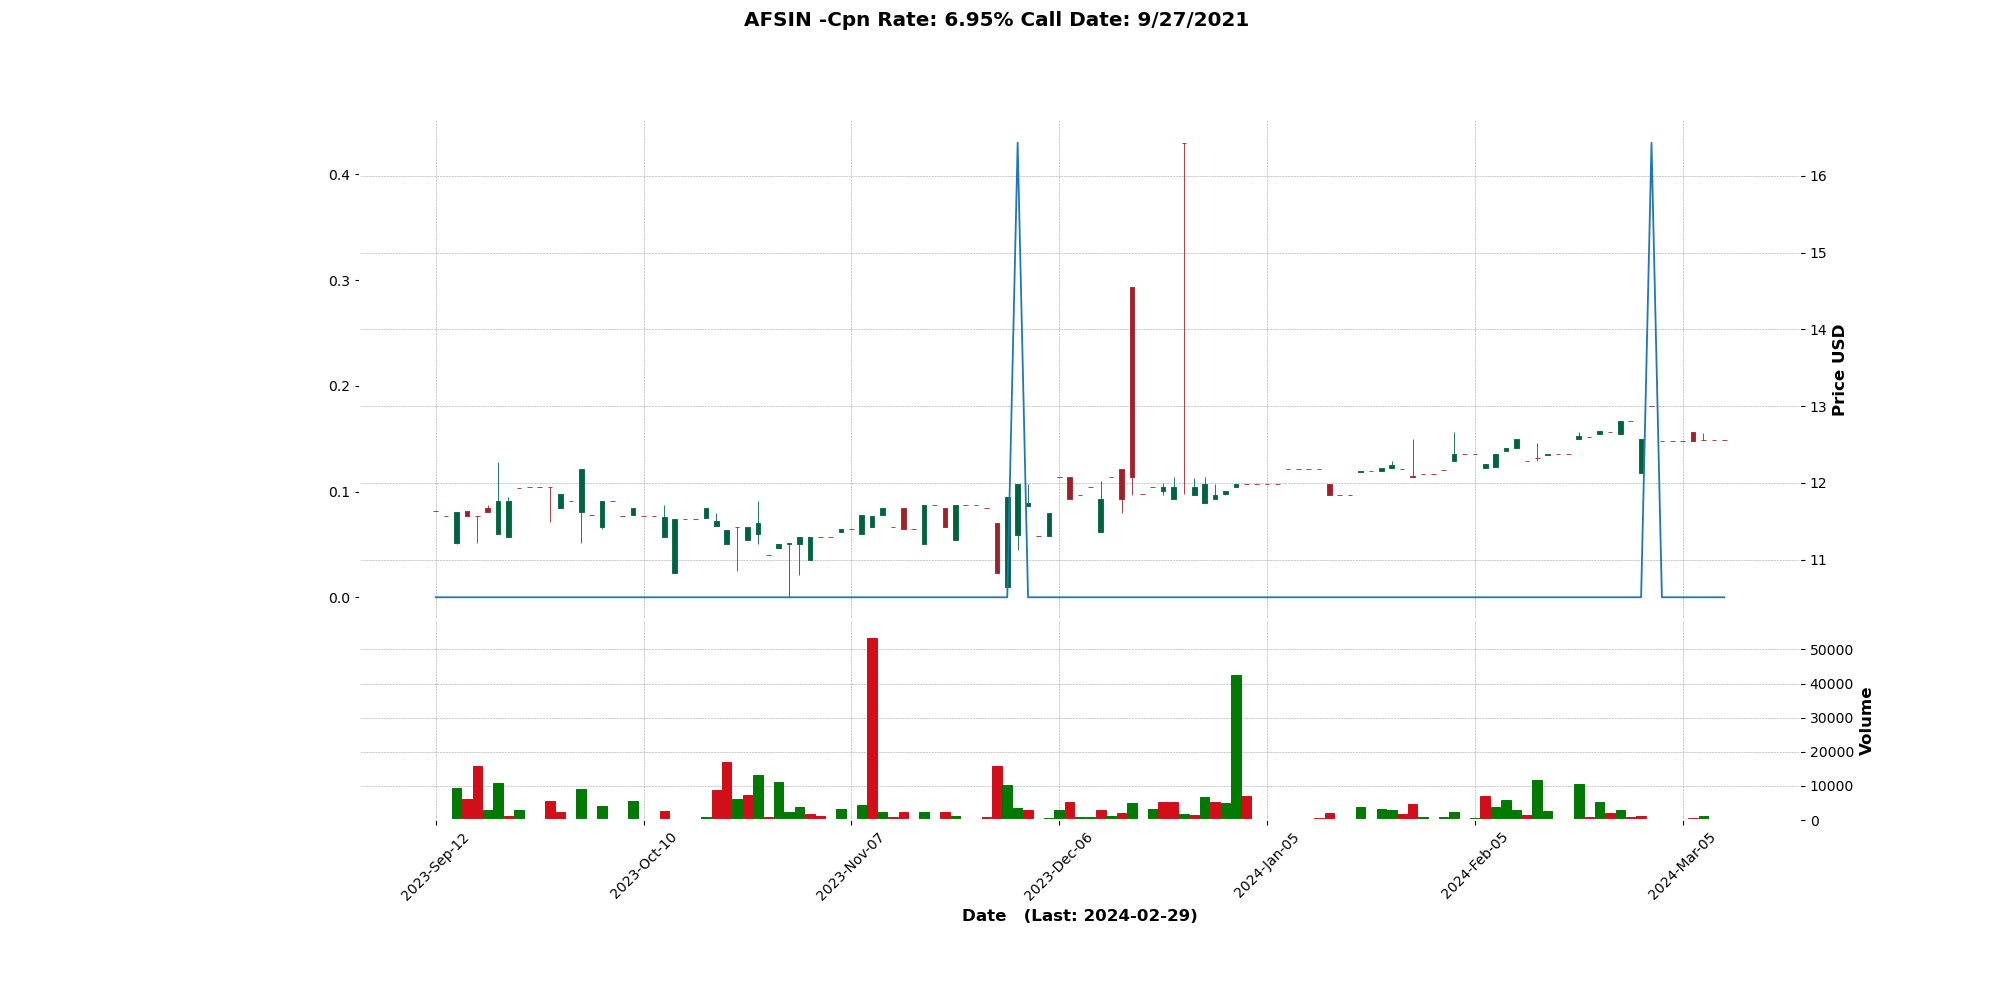 AFSIN -Cpn Rate: 6.95% Call Date: 9/27/2021
0.4
0.3
0.2
0.1
0.0
16
15
14
13
12
11
Price USD
50000
40000
30000
20000
10000
0
Volume
2023-Sep-12
2023-Oct-10
2023-Nov-07
2023-Dec-06
2024-Jan-05
2024-Feb-05
2024-Mar-05
Date (Last: 2024-02-29)